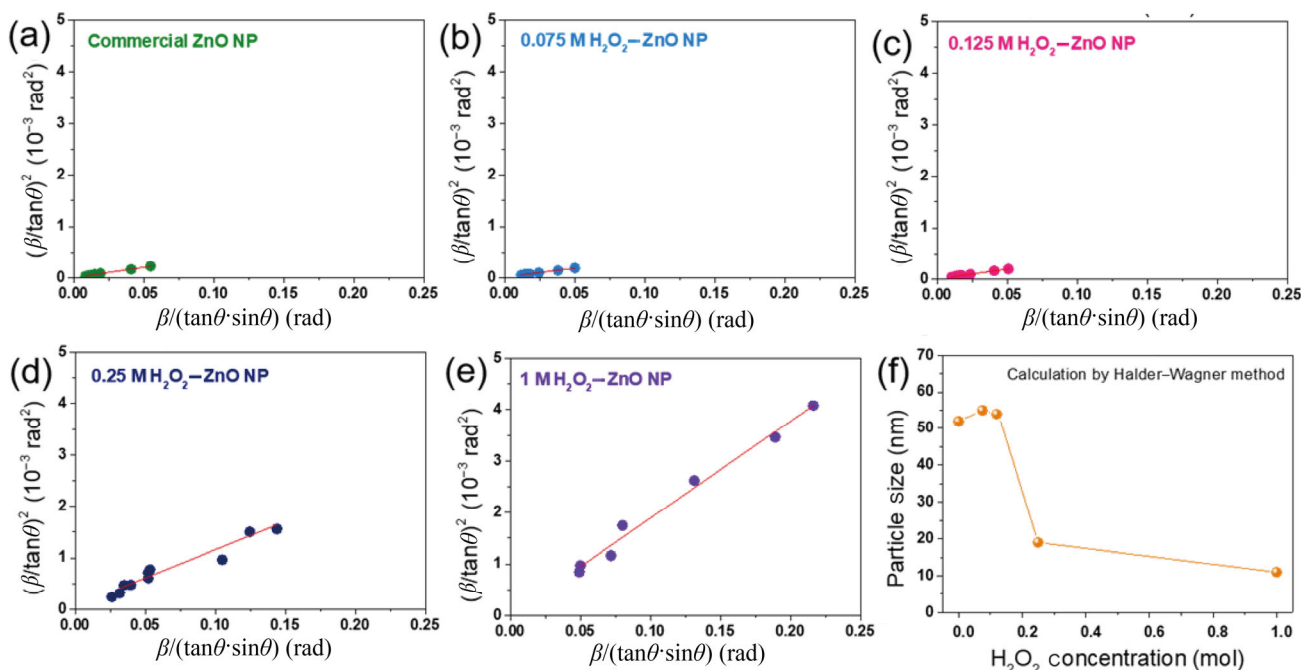 (a)
Commercial ZnO NP
(β/tanθ)² (10⁻³ rad²)
5
4
3
2
1
0
0.00 0.05 0.10 0.15 0.20 0.25
β/(tanθ·sinθ) (rad)
(b)
0.075 M H₂O₂–ZnO NP
(β/tanθ)² (10⁻³ rad²)
5
4
3
2
1
0
0.00 0.05 0.10 0.15 0.20 0.25
β/(tanθ·sinθ) (rad)
(c)
0.125 M H₂O₂–ZnO NP
(β/tanθ)² (10⁻³ rad²)
5
4
3
2
1
0
0.00 0.05 0.10 0.15 0.20 0.25
β/(tanθ·sinθ) (rad)
(d)
0.25 M H₂O₂–ZnO NP
(β/tanθ)² (10⁻³ rad²)
5
4
3
2
1
0
0.00 0.05 0.10 0.15 0.20 0.25
β/(tanθ·sinθ) (rad)
(e)
1 M H₂O₂–ZnO NP
(β/tanθ)² (10⁻³ rad²)
5
4
3
2
1
0
0.00 0.05 0.10 0.15 0.20 0.25
β/(tanθ·sinθ) (rad)
(f)
Calculation by Halder–Wagner method
Particle size (nm)
70
60
50
40
30
20
10
0
0.0 0.2 0.4 0.6 0.8 1.0
H₂O₂ concentration (mol)